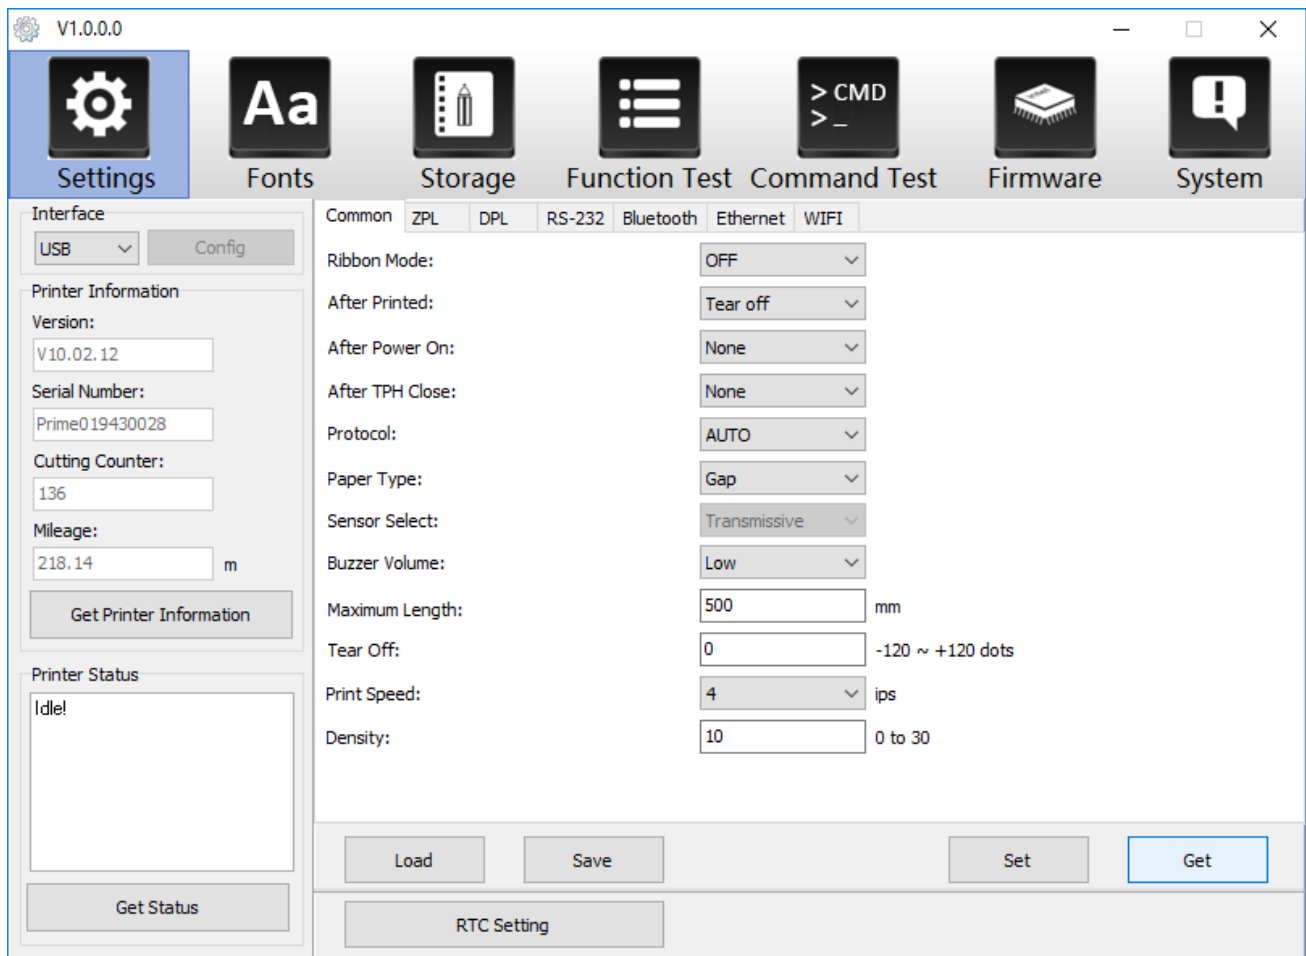 V1.0.0.0
Aa
> CMD
> _
Settings
Fonts
Storage
Function Test
Command Test
Firmware
System
Interface
USB
Config
Printer Information
Version:
V10.02.12
Serial Number:
Prime019430028
Cutting Counter:
136
Mileage:
218.14 m
Get Printer Information
Printer Status
Idle!
Get Status
Common ZPL DPL RS-232 Bluetooth Ethernet WIFI
Ribbon Mode: OFF
After Printed: Tear off
After Power On: None
After TPH Close: None
Protocol: AUTO
Paper Type: Gap
Sensor Select: Transmissive
Buzzer Volume: Low
Maximum Length: 500 mm
Tear Off: 0 -120 ~ +120 dots
Print Speed: 4 ips
Density: 10 0 to 30
Load Save Set Get
RTC Setting